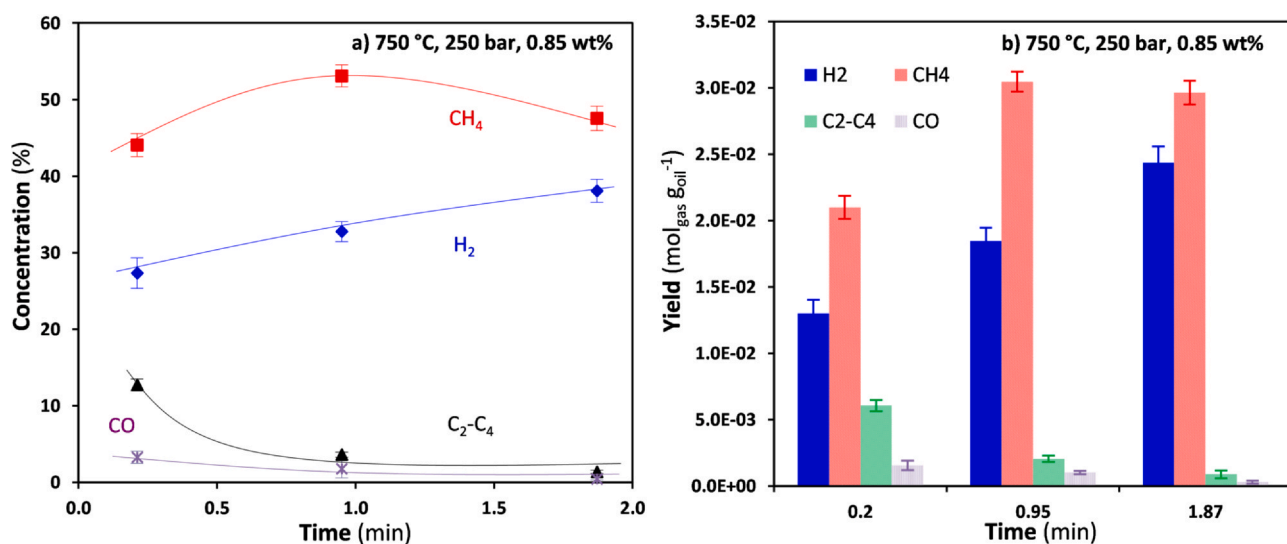 a) 750 °C, 250 bar, 0.85 wt%
Concentration (%)
60
50
40
30
20
10
0
CH4
H2
CO
C2-C4
0.0 0.5 1.0 1.5 2.0
Time (min)
b) 750 °C, 250 bar, 0.85 wt%
H2 CH4
C2-C4 CO
Yield (molgas goil-1)
3.5E-02
3.0E-02
2.5E-02
2.0E-02
1.5E-02
1.0E-02
5.0E-03
0.0E+00
0.2 0.95 1.87
Time (min)